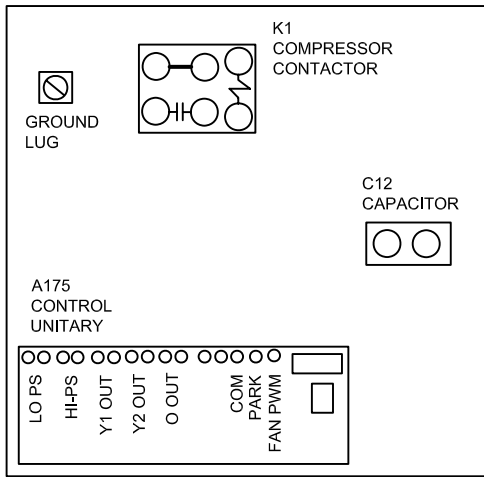 K1
COMPRESSOR
CONTACTOR
GROUND
LUG
C12
CAPACITOR
A175
CONTROL
UNITARY
LO PS
HI-PS
Y1 OUT
Y2 OUT
O OUT
COM
PARK
FAN PWM